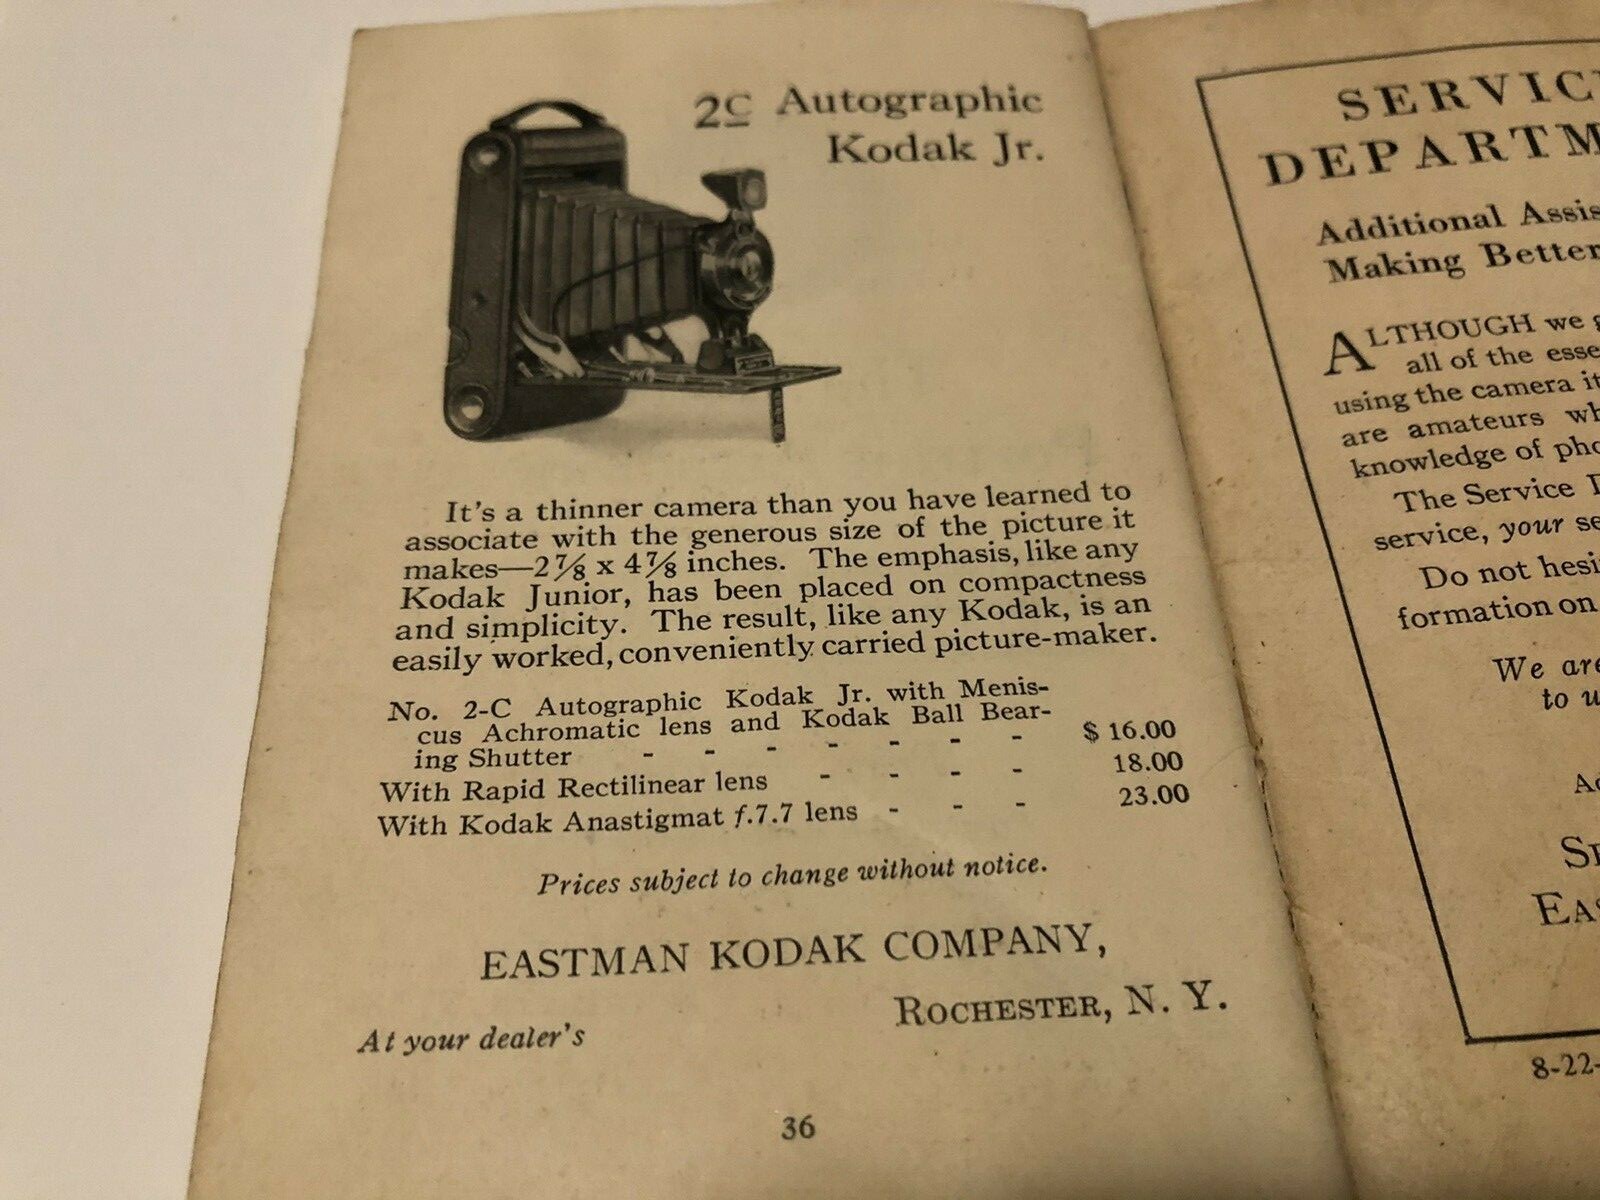 2C Autographic
Kodak Jr.
It's a thinner camera than you have learned to
associate with the generous size of the picture it
makes—2⅞ x 4⅞ inches. The emphasis, like any
Kodak Junior, has been placed on compactness
and simplicity. The result, like any Kodak, is an
easily worked, conveniently carried picture-maker.
No. 2-C Autographic Kodak Jr. with Menis-
cus Achromatic lens and Kodak Ball Bear-
ing Shutter - - - - - - - $ 16.00
With Rapid Rectilinear lens - - - - 18.00
With Kodak Anastigmat f.7.7 lens - - - 23.00
Prices subject to change without notice.
EASTMAN KODAK COMPANY,
ROCHESTER, N. Y.
At your dealer's
36
SERVIC
DEPARTM
Additional Assis
Making Better
ALTHOUGH we g
all of the esse
using the camera it
are amateurs wh
knowledge of pho
The Service
service, your se
Do not hesi
formation on
We are
to u
EAS
8-22-